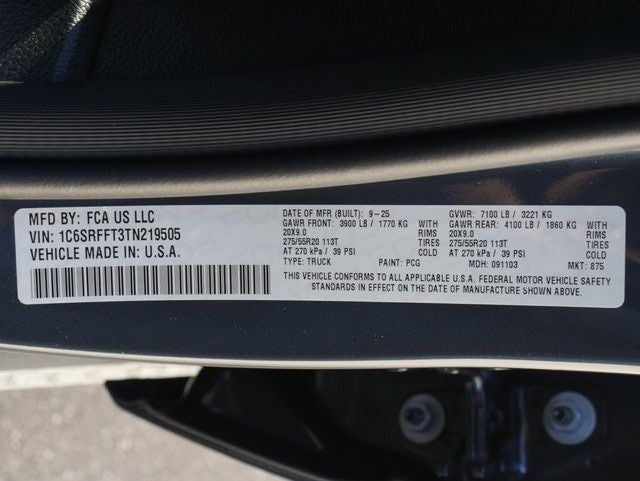 MFD BY: FCA US LLC
VIN: 1C6SRFFT3TN219505
VEHICLE MADE IN: U.S.A.
DATE OF MFR (BUILT): 9-25 GVWR: 7100 LB / 3221 KG
GAWR FRONT: 3900 LB / 1770 KG WITH GAWR REAR: 4100 LB / 1860 KG WITH
20X9.0 RIMS 20X9.0 RIMS
275/55R20 113T TIRES 275/55R20 113T TIRES
AT 270 kPa / 39 PSI COLD AT 270 kPa / 39 PSI COLD
TYPE: TRUCK PAINT: PCG MDH: 091103 MKT: 875
THIS VEHICLE CONFORMS TO ALL APPLICABLE U.S.A. FEDERAL MOTOR VEHICLE SAFETY
STANDARDS IN EFFECT ON THE DATE OF MANUFACTURE SHOWN ABOVE.